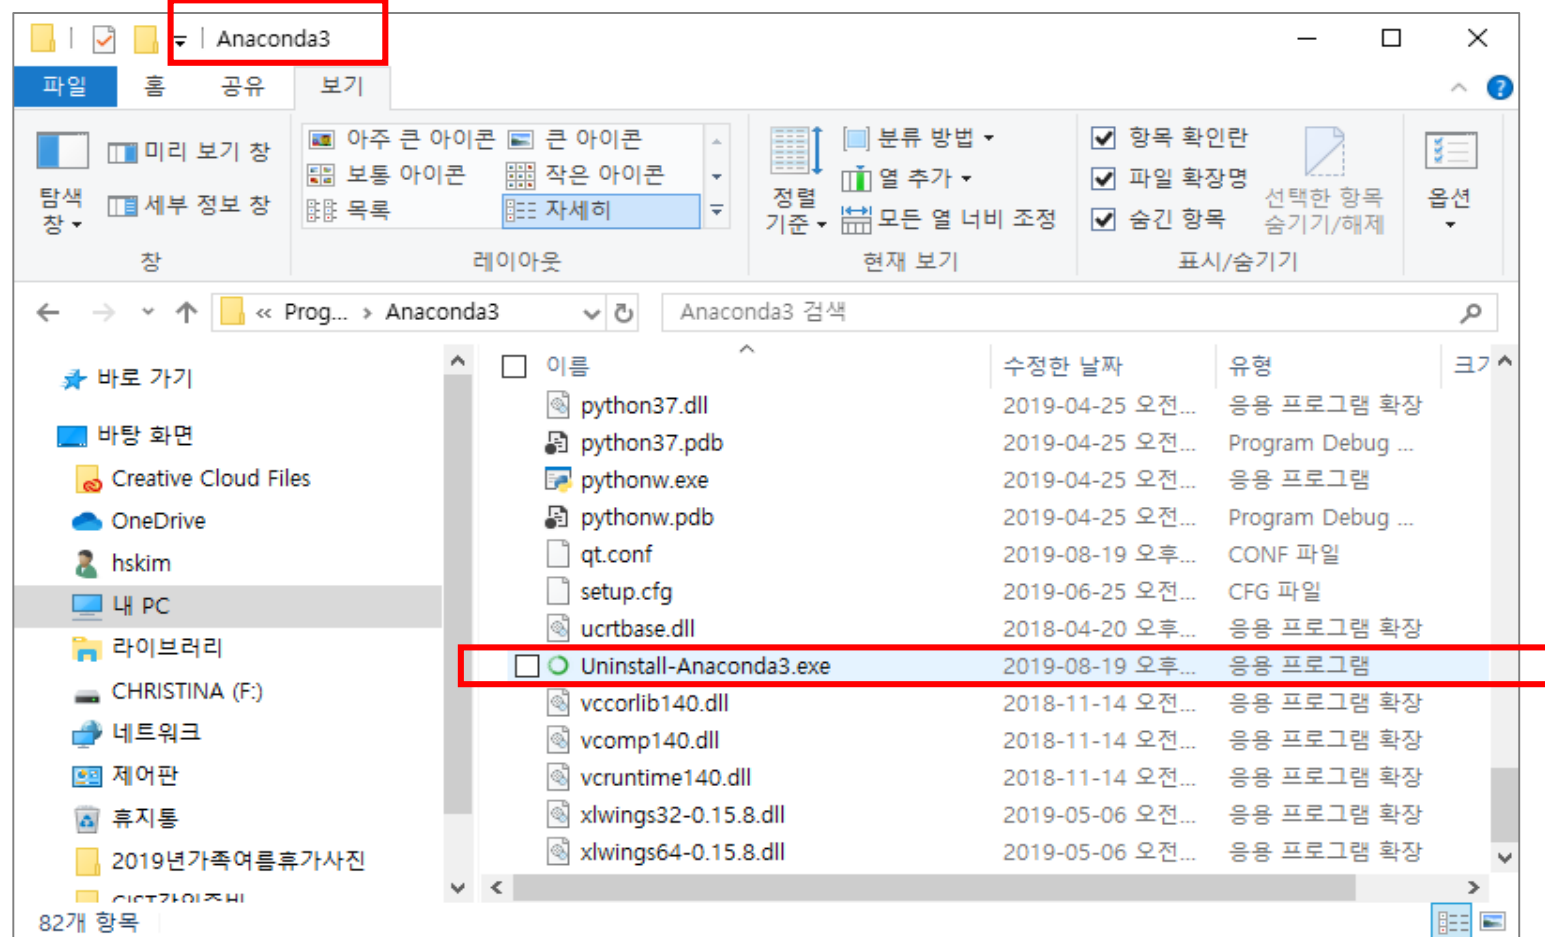 Anaconda3
파일 홈 공유 보기
탐색 창
미리 보기 창
세부 정보 창
아주 큰 아이콘 큰 아이콘
보통 아이콘 작은 아이콘
목록 자세히
정렬 기준
분류 방법
열 추가
모든 열 너비 조정
항목 확인란
파일 확장명
숨긴 항목
선택한 항목
숨기기/해제
옵션
창 레이아웃 현재 보기 표시/숨기기
« Prog... > Anaconda3 Anaconda3 검색
바로 가기
바탕 화면
Creative Cloud Files
OneDrive
hskim
내 PC
라이브러리
CHRISTINA (F:)
네트워크
제어판
휴지통
2019년가족여름휴가사진
이름 수정한 날짜 유형 크기
python37.dll 2019-04-25 오전... 응용 프로그램 확장
python37.pdb 2019-04-25 오전... Program Debug ...
pythonw.exe 2019-04-25 오전... 응용 프로그램
pythonw.pdb 2019-04-25 오전... Program Debug ...
qt.conf 2019-08-19 오후... CONF 파일
setup.cfg 2019-06-25 오전... CFG 파일
ucrtbase.dll 2018-04-20 오후... 응용 프로그램 확장
Uninstall-Anaconda3.exe 2019-08-19 오후... 응용 프로그램
vccorlib140.dll 2018-11-14 오전... 응용 프로그램 확장
vcomp140.dll 2018-11-14 오전... 응용 프로그램 확장
vcruntime140.dll 2018-11-14 오전... 응용 프로그램 확장
xlwings32-0.15.8.dll 2019-05-06 오전... 응용 프로그램 확장
xlwings64-0.15.8.dll 2019-05-06 오전... 응용 프로그램 확장
82개 항목